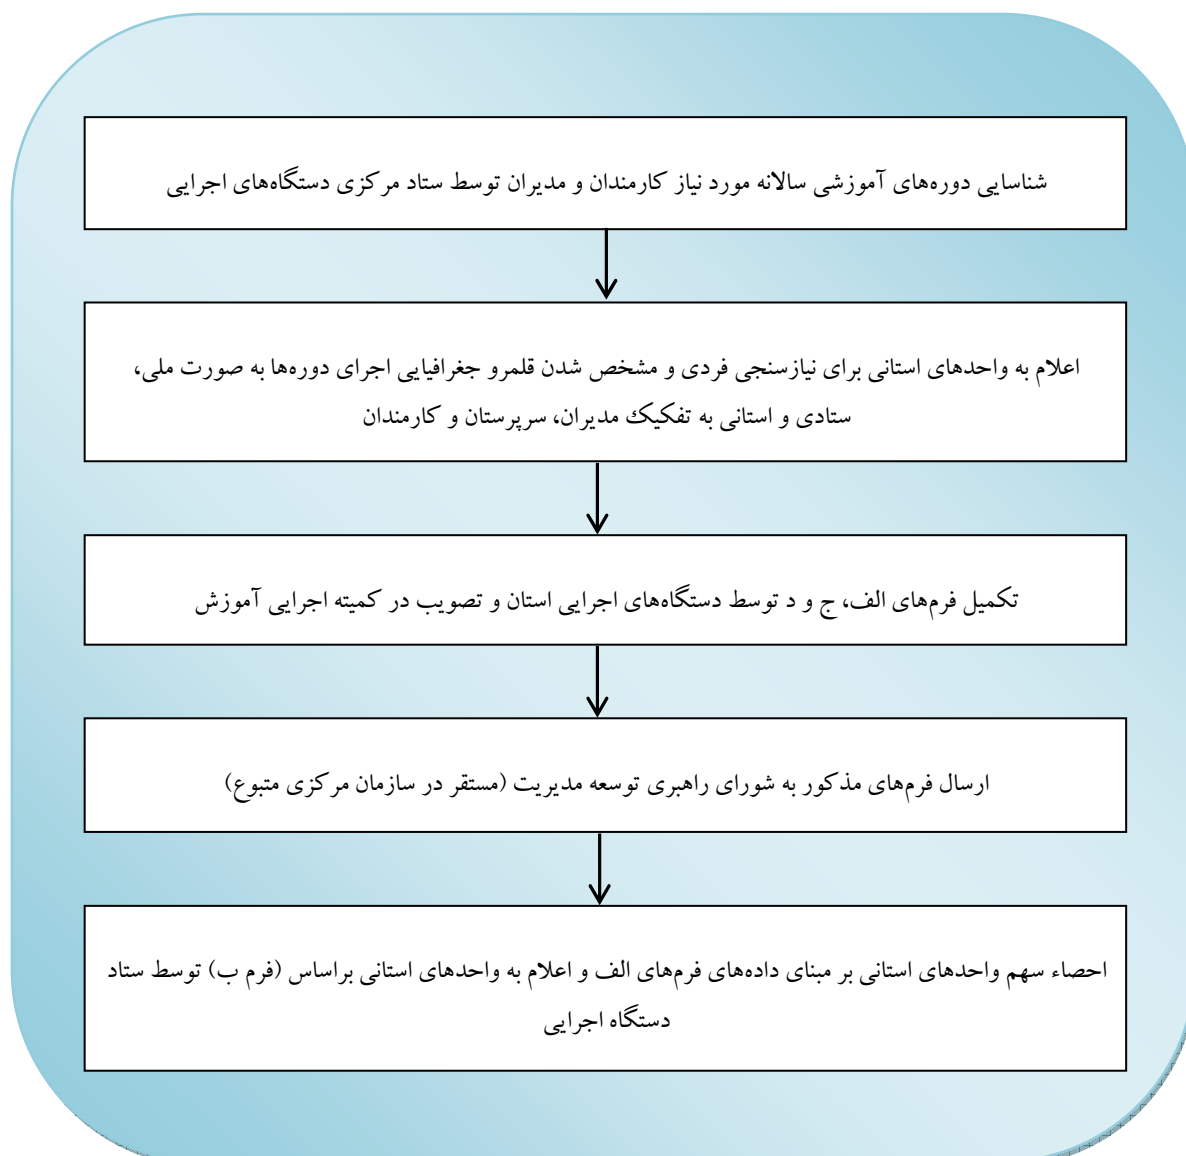 شناسایی دوره‌های آموزشی سالانه مورد نیاز کارمندان و مدیران توسط ستاد مرکزی دستگاه‌های اجرایی
اعلام به واحدهای استانی برای نیازسنجی فردی و مشخص شدن قلمرو جغرافیایی اجرای دوره‌ها به صورت ملی،
ستادی و استانی به تفکیک مدیران، سرپرستان و کارمندان
تکمیل فرم‌های الف، ج و د توسط دستگاه‌های اجرایی استان و تصویب در کمیته اجرایی آموزش
ارسال فرم‌های مذکور به شورای راهبری توسعه مدیریت (مستقر در سازمان مرکزی متبوع)
احصاء سهم واحدهای استانی بر مبنای داده‌های فرم‌های الف و اعلام به واحدهای استانی براساس (فرم ب) توسط ستاد
دستگاه اجرایی